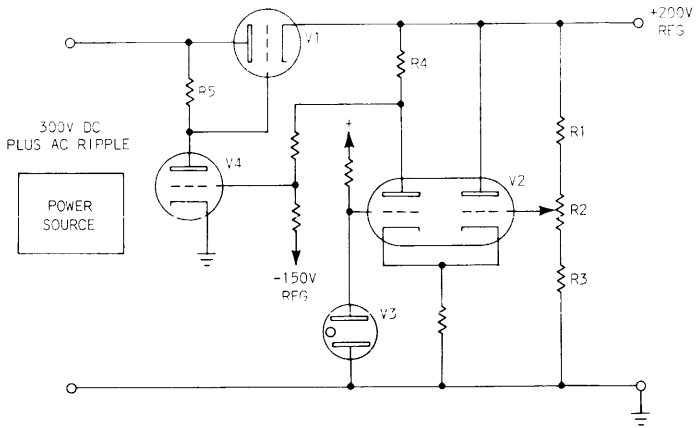 +200V
REG
V1
R4
R5
300V DC
PLUS AC RIPPLE
R1
+
V4
V2
POWER
SOURCE
R2
-150V
REG
R3
V3